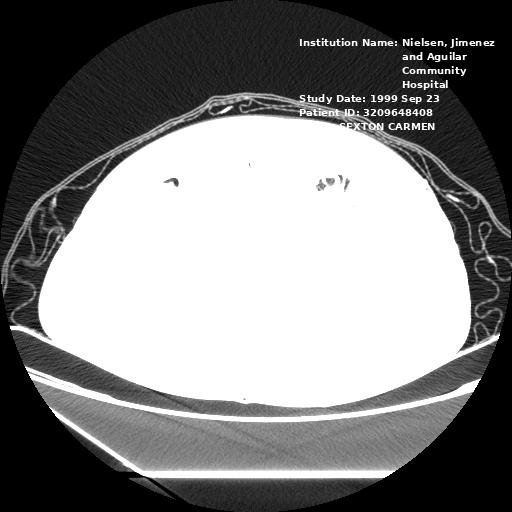 Institution Name: Nielsen, Jimenez
and Aguilar
Community
Hospital
Study Date: 1999 Sep 23
Patient ID: 3209648408
SEXTON CARMEN